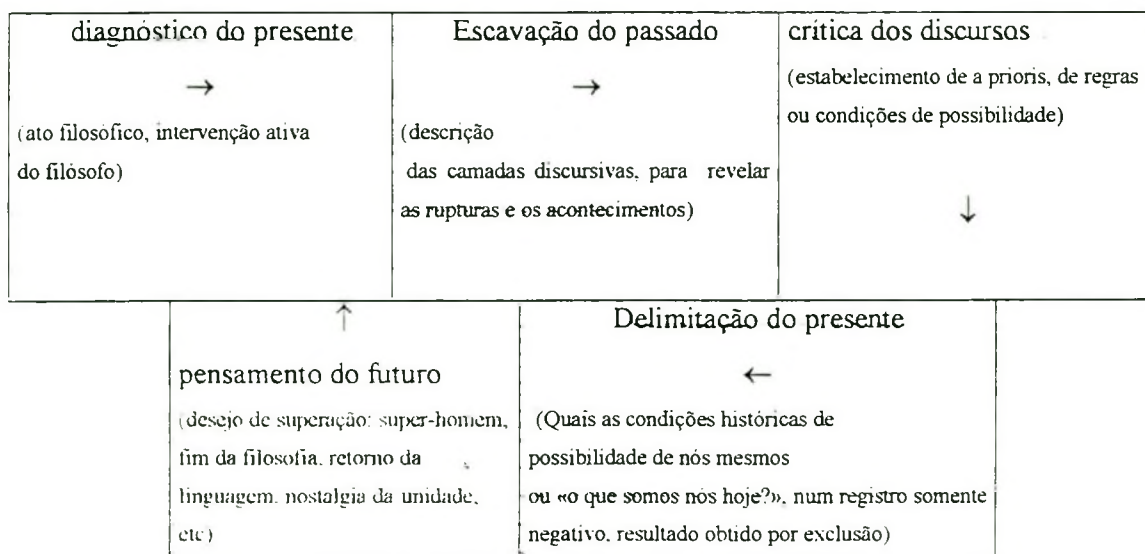 diagnóstico do presente
→
(ato filosófico, intervenção ativa
do filósofo)
Escavação do passado
→
(descrição
das camadas discursivas, para revelar
as rupturas e os acontecimentos)
crítica dos discursos
(estabelecimento de a prioris, de regras
ou condições de possibilidade)
↓
Delimitação do presente
←
(Quais as condições históricas de
possibilidade de nós mesmos
ou «o que somos nós hoje?», num registro somente
negativo, resultado obtido por exclusão)
↑
pensamento do futuro
(desejo de superação: super-homem,
fim da filosofia, retorno da
linguagem, nostalgia da unidade,
etc)